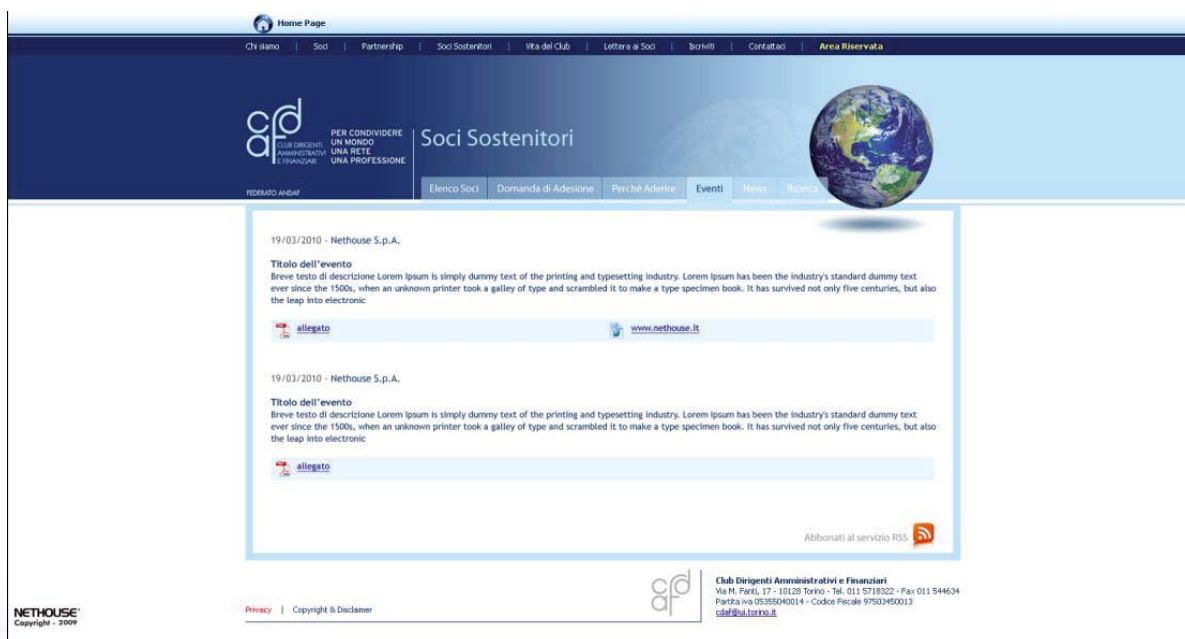 Home Page
Chi siamo | Soci | Partnership | Soci Sostenitori | Vita del Club | Lettera ai Soci | Iscriviti | Contattaci | Area Riservata
cdaf
CLUB DIRIGENTI
AMMINISTRATIVI
E FINANZIARI
PER CONDIVIDERE
UN MONDO
UNA RETE
UNA PROFESSIONE
Soci Sostenitori
FEDERATO ANDAF
Elenco Soci Domanda di Adesione Perché Aderire Eventi News Ricerca
19/03/2010 - Nethouse S.p.A.
Titolo dell'evento
Breve testo di descrizione Lorem Ipsum is simply dummy text of the printing and typesetting industry. Lorem Ipsum has been the industry's standard dummy text
ever since the 1500s, when an unknown printer took a galley of type and scrambled it to make a type specimen book. It has survived not only five centuries, but also
the leap into electronic
allegato www.nethouse.it
19/03/2010 - Nethouse S.p.A.
Titolo dell'evento
Breve testo di descrizione Lorem Ipsum is simply dummy text of the printing and typesetting industry. Lorem Ipsum has been the industry's standard dummy text
ever since the 1500s, when an unknown printer took a galley of type and scrambled it to make a type specimen book. It has survived not only five centuries, but also
the leap into electronic
allegato
Abbonati al servizio RSS
cdaf
Club Dirigenti Amministrativi e Finanziari
Via M. Fanti, 17 - 10128 Torino - Tel. 011 5718322 - Fax 011 544634
Partita iva 05355040014 - Codice Fiscale 97503450013
cdaf@ui.torino.it
Privacy | Copyright & Disclaimer
NETHOUSE
Copyright - 2009